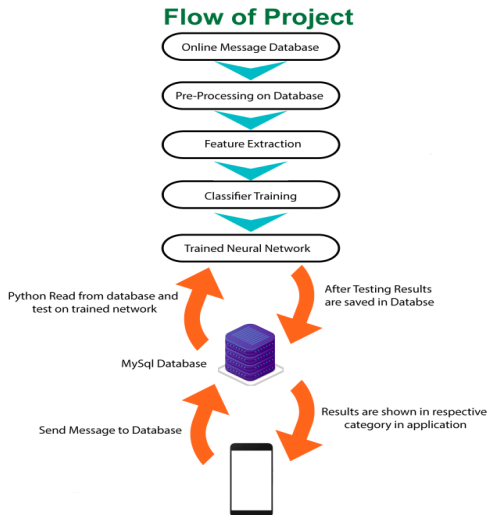 Flow of Project
Online Message Database
Pre-Processing on Database
Feature Extraction
Classifier Training
Trained Neural Network
Python Read from database and
test on trained network
After Testing Results
are saved in Databse
MySql Database
Send Message to Database
Results are shown in respective
category in application